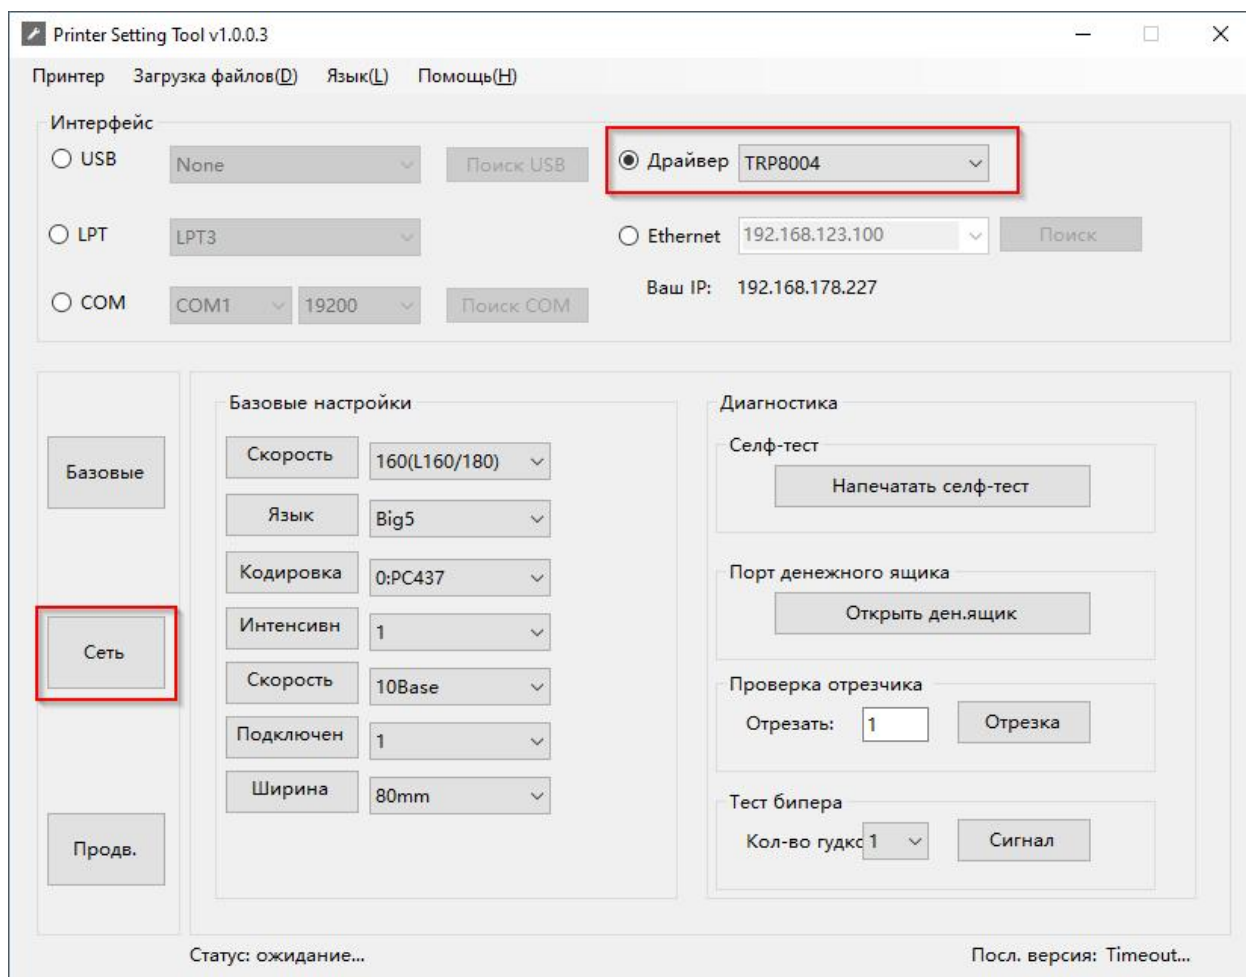 Printer Setting Tool v1.0.0.3
Принтер Загрузка файлов(D) Язык(L) Помощь(H)
Интерфейс
USB None Поиск USB Драйвер TRP8004
LPT LPT3 Ethernet 192.168.123.100 Поиск
COM COM1 19200 Поиск COM Ваш IP: 192.168.178.227
Базовые
Сеть
Продв.
Базовые настройки
Скорость 160(L160/180)
Язык Big5
Кодировка 0:PC437
Интенсивн 1
Скорость 10Base
Подключен 1
Ширина 80mm
Диагностика
Селф-тест
Напечатать селф-тест
Порт денежного ящика
Открыть ден.ящик
Проверка отрезчика
Отрезать: 1 Отрезка
Тест бипера
Кол-во гудкс 1 Сигнал
Статус: ожидание... Посл. версия: Timeout...